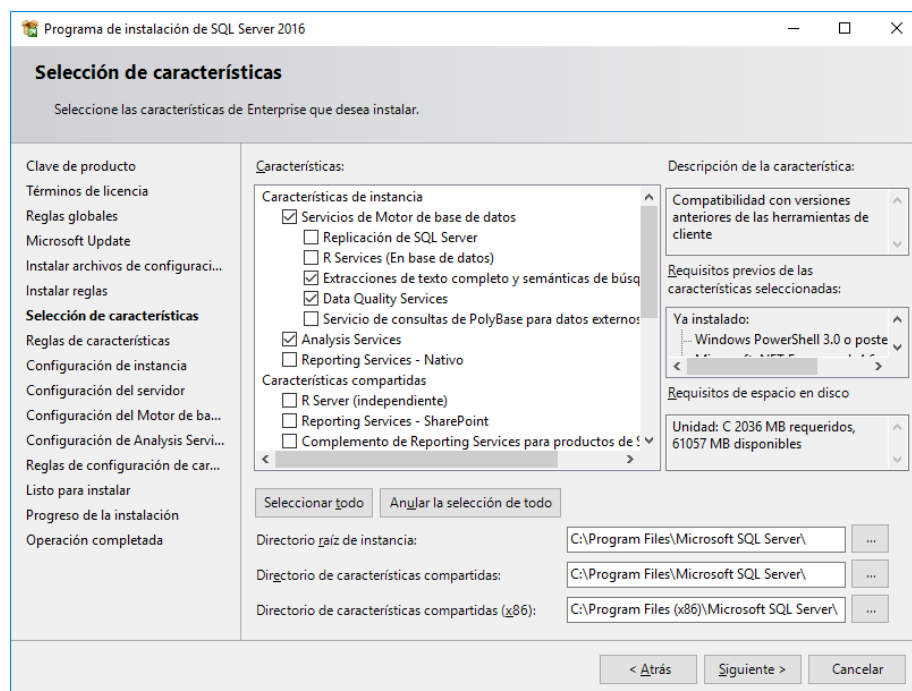 Programa de instalación de SQL Server 2016
Selección de características
Seleccione las características de Enterprise que desea instalar.
Clave de producto
Términos de licencia
Reglas globales
Microsoft Update
Instalar archivos de configuraci...
Instalar reglas
Selección de características
Reglas de características
Configuración de instancia
Configuración del servidor
Configuración del Motor de ba...
Configuración de Analysis Servi...
Reglas de configuración de car...
Listo para instalar
Progreso de la instalación
Operación completada
Características:
Características de instancia
Servicios de Motor de base de datos
Replicación de SQL Server
R Services (En base de datos)
Extracciones de texto completo y semánticas de búsq
Data Quality Services
Servicio de consultas de PolyBase para datos externos
Analysis Services
Reporting Services - Nativo
Características compartidas
R Server (independiente)
Reporting Services - SharePoint
Complemento de Reporting Services para productos de
Descripción de la característica:
Compatibilidad con versiones
anteriores de las herramientas de
cliente
Requisitos previos de las
características seleccionadas:
Ya instalado:
Windows PowerShell 3.0 o poste
Requisitos de espacio en disco
Unidad: C 2036 MB requeridos,
61057 MB disponibles
Seleccionar todo
Anular la selección de todo
Directorio raíz de instancia:
C:\Program Files\Microsoft SQL Server\
...
Directorio de características compartidas:
C:\Program Files\Microsoft SQL Server\
...
Directorio de características compartidas (x86):
C:\Program Files (x86)\Microsoft SQL Server\
...
< Atrás
Siguiente >
Cancelar